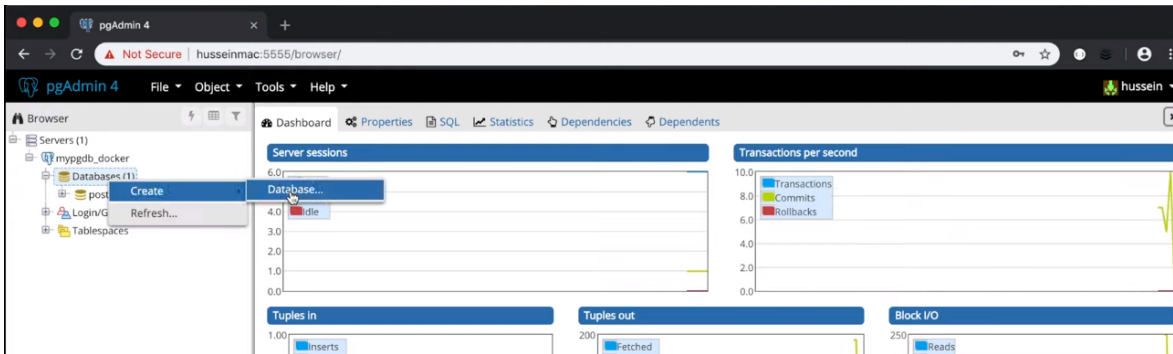 pgAdmin 4
Not Secure | husseinmac:5555/browser/
pgAdmin 4 File Object Tools Help hussein
Browser
Dashboard Properties SQL Statistics Dependencies Dependents
Servers (1)
mypgdb_docker
Databases (1)
post
Login/G
Tablespaces
Create
Refresh...
Database...
Server sessions
6.0
4.0
3.0
2.0
1.0
0.0
Idle
Transactions per second
10.0
8.0
6.0
4.0
2.0
0.0
Transactions
Commits
Rollbacks
Tuples in
1.00
Inserts
Tuples out
200
Fetched
Block I/O
250
Reads